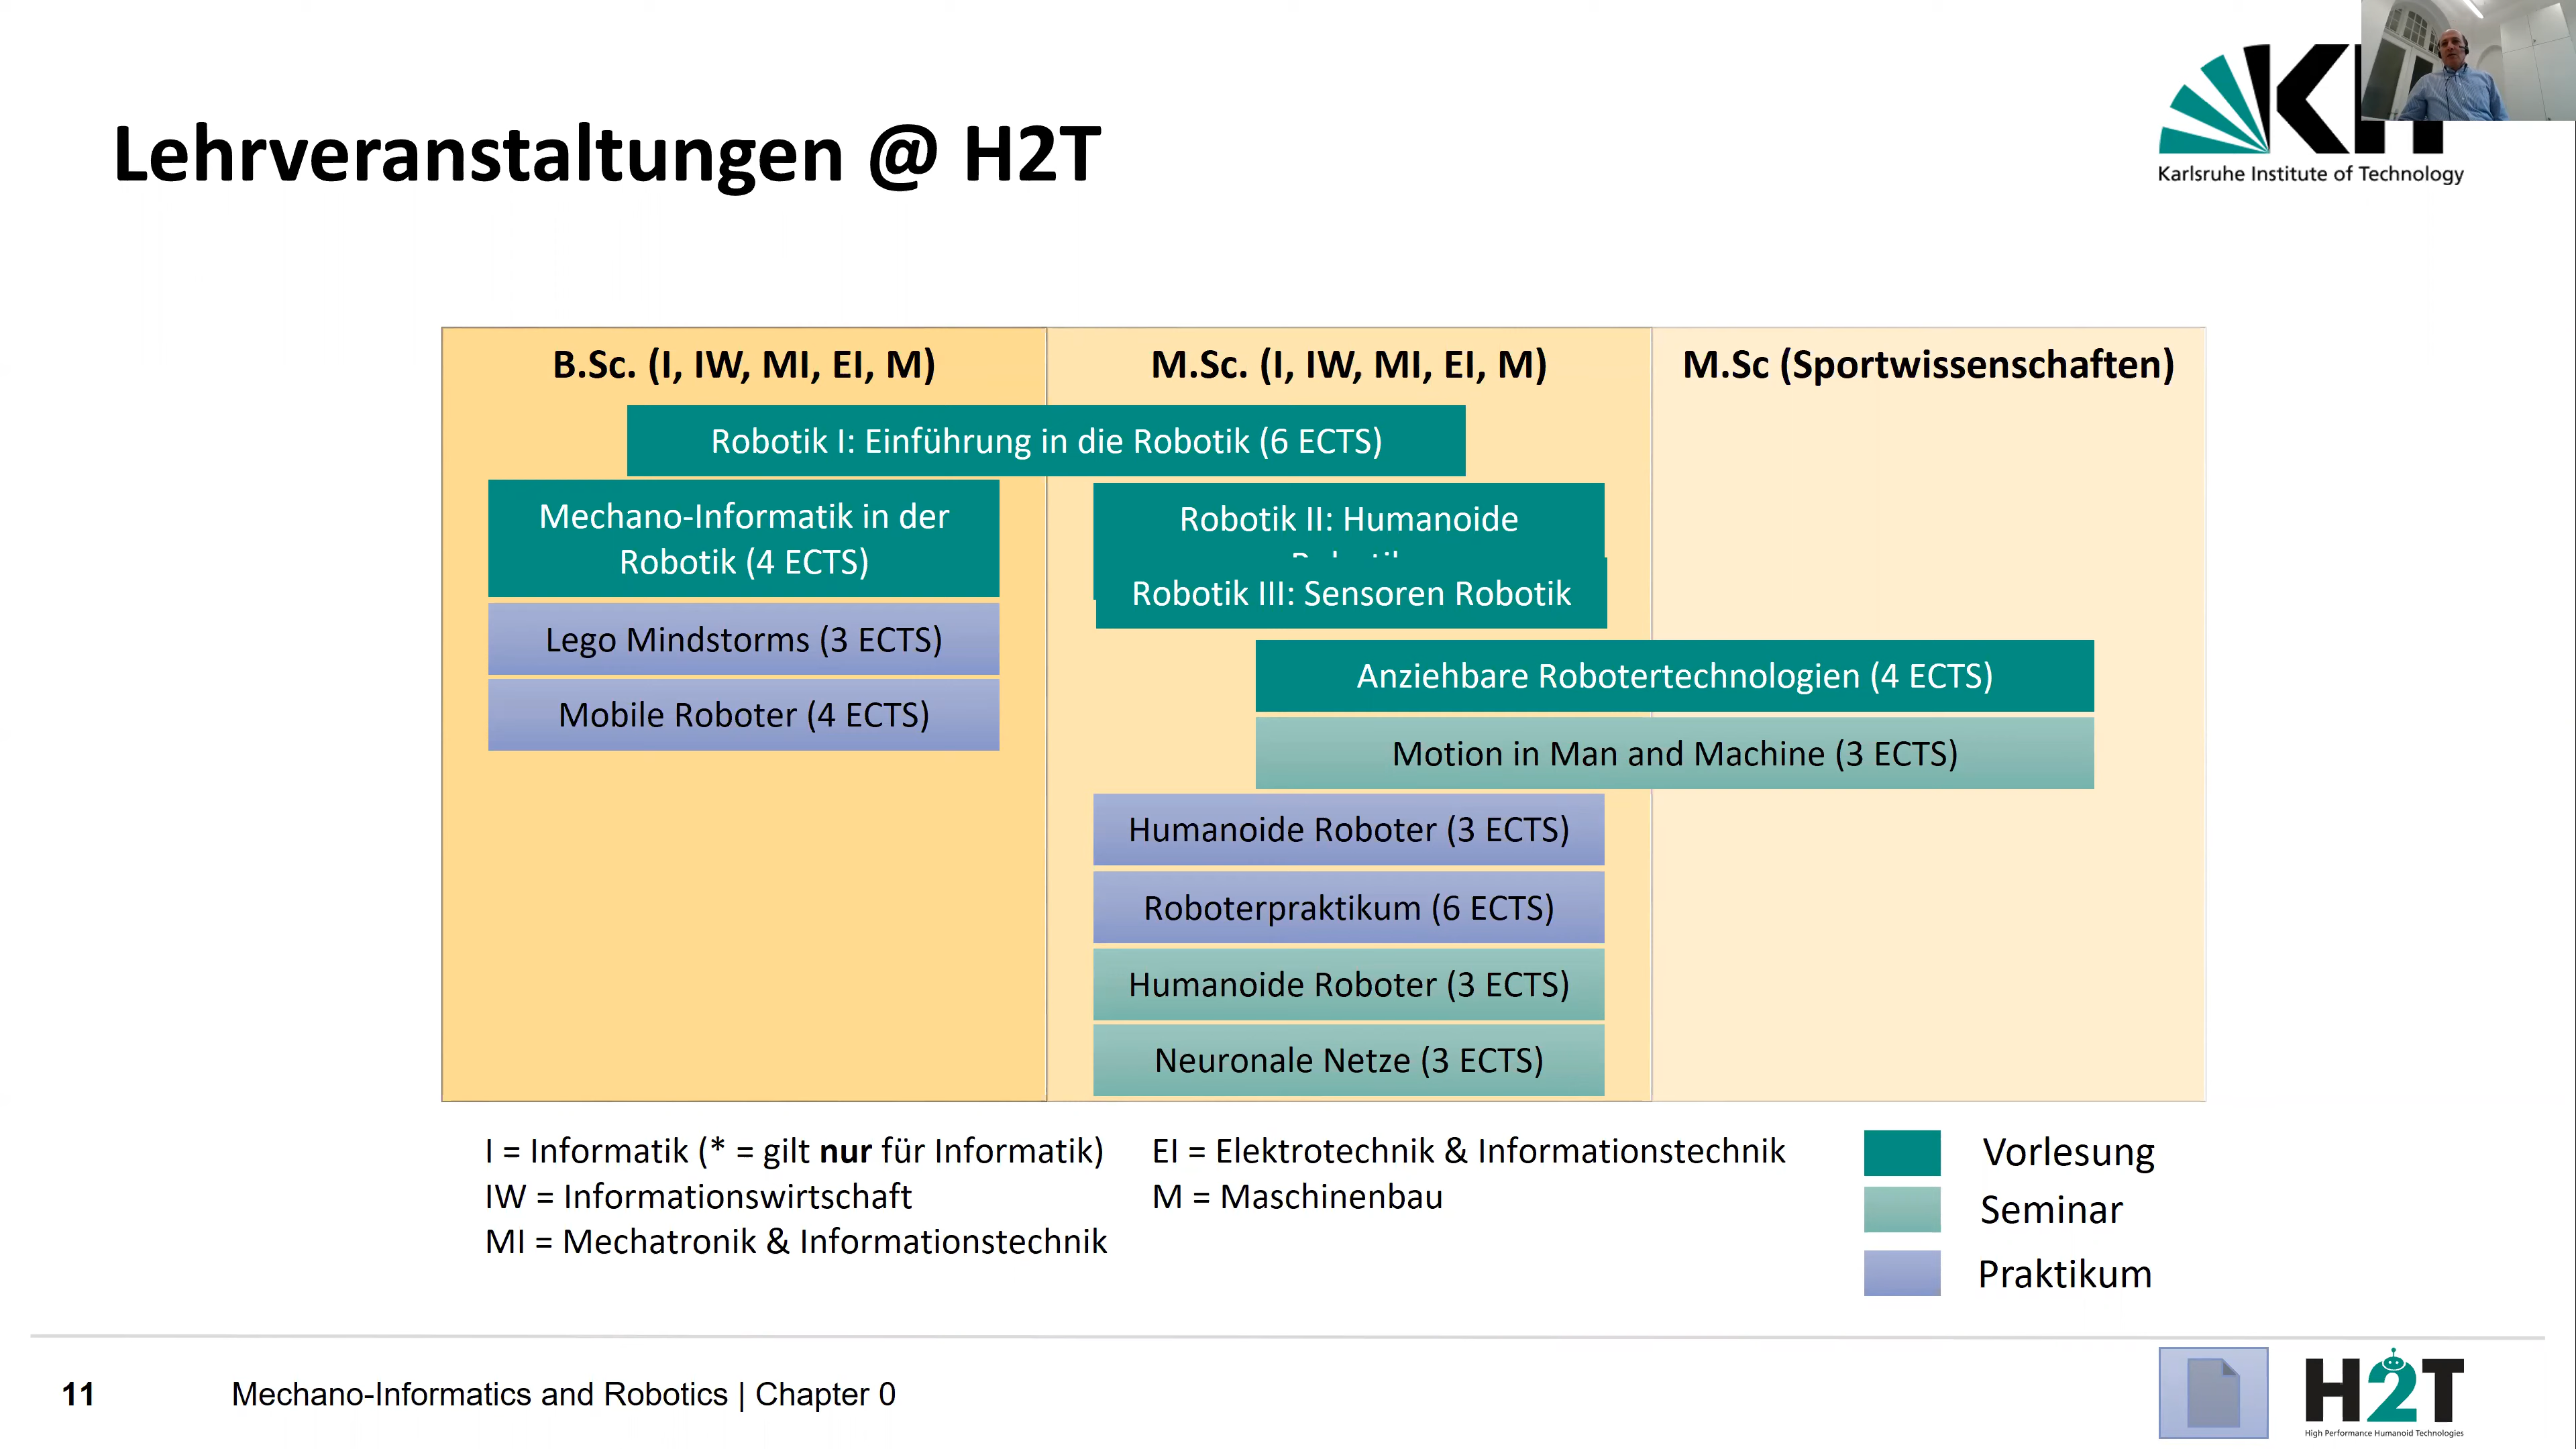 Lehrveranstaltungen @ H2T
Karlsruhe Institute of Technology
B.Sc. (I, IW, MI, EI, M)
M.Sc. (I, IW, MI, EI, M)
M.Sc (Sportwissenschaften)
Robotik I: Einführung in die Robotik (6 ECTS)
Mechano-Informatik in der
Robotik (4 ECTS)
Lego Mindstorms (3 ECTS)
Mobile Roboter (4 ECTS)
Robotik II: Humanoide
Robotik III: Sensoren Robotik
Anziehbare Robotertechnologien (4 ECTS)
Motion in Man and Machine (3 ECTS)
Humanoide Roboter (3 ECTS)
Roboterpraktikum (6 ECTS)
Humanoide Roboter (3 ECTS)
Neuronale Netze (3 ECTS)
I = Informatik (* = gilt nur für Informatik)
IW = Informationswirtschaft
MI = Mechatronik & Informationstechnik
EI = Elektrotechnik & Informationstechnik
M = Maschinenbau
Vorlesung
Seminar
Praktikum
11
Mechano-Informatics and Robotics | Chapter 0
H2T
High Performance Humanoid Technologies